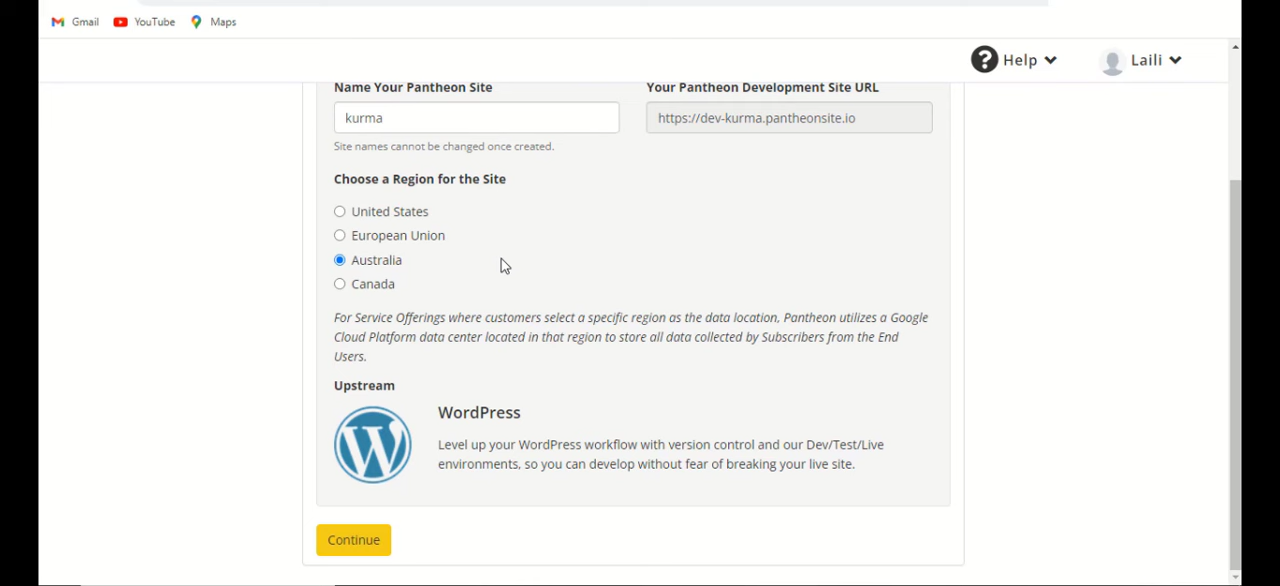 Gmail YouTube Maps
Help Laili
Name Your Pantheon Site Your Pantheon Development Site URL
kurma https://dev-kurma.pantheonsite.io
Site names cannot be changed once created.
Choose a Region for the Site
United States
European Union
Australia
Canada
For Service Offerings where customers select a specific region as the data location, Pantheon utilizes a Google
Cloud Platform data center located in that region to store all data collected by Subscribers from the End
Users.
Upstream
WordPress
Level up your WordPress workflow with version control and our Dev/Test/Live
environments, so you can develop without fear of breaking your live site.
Continue